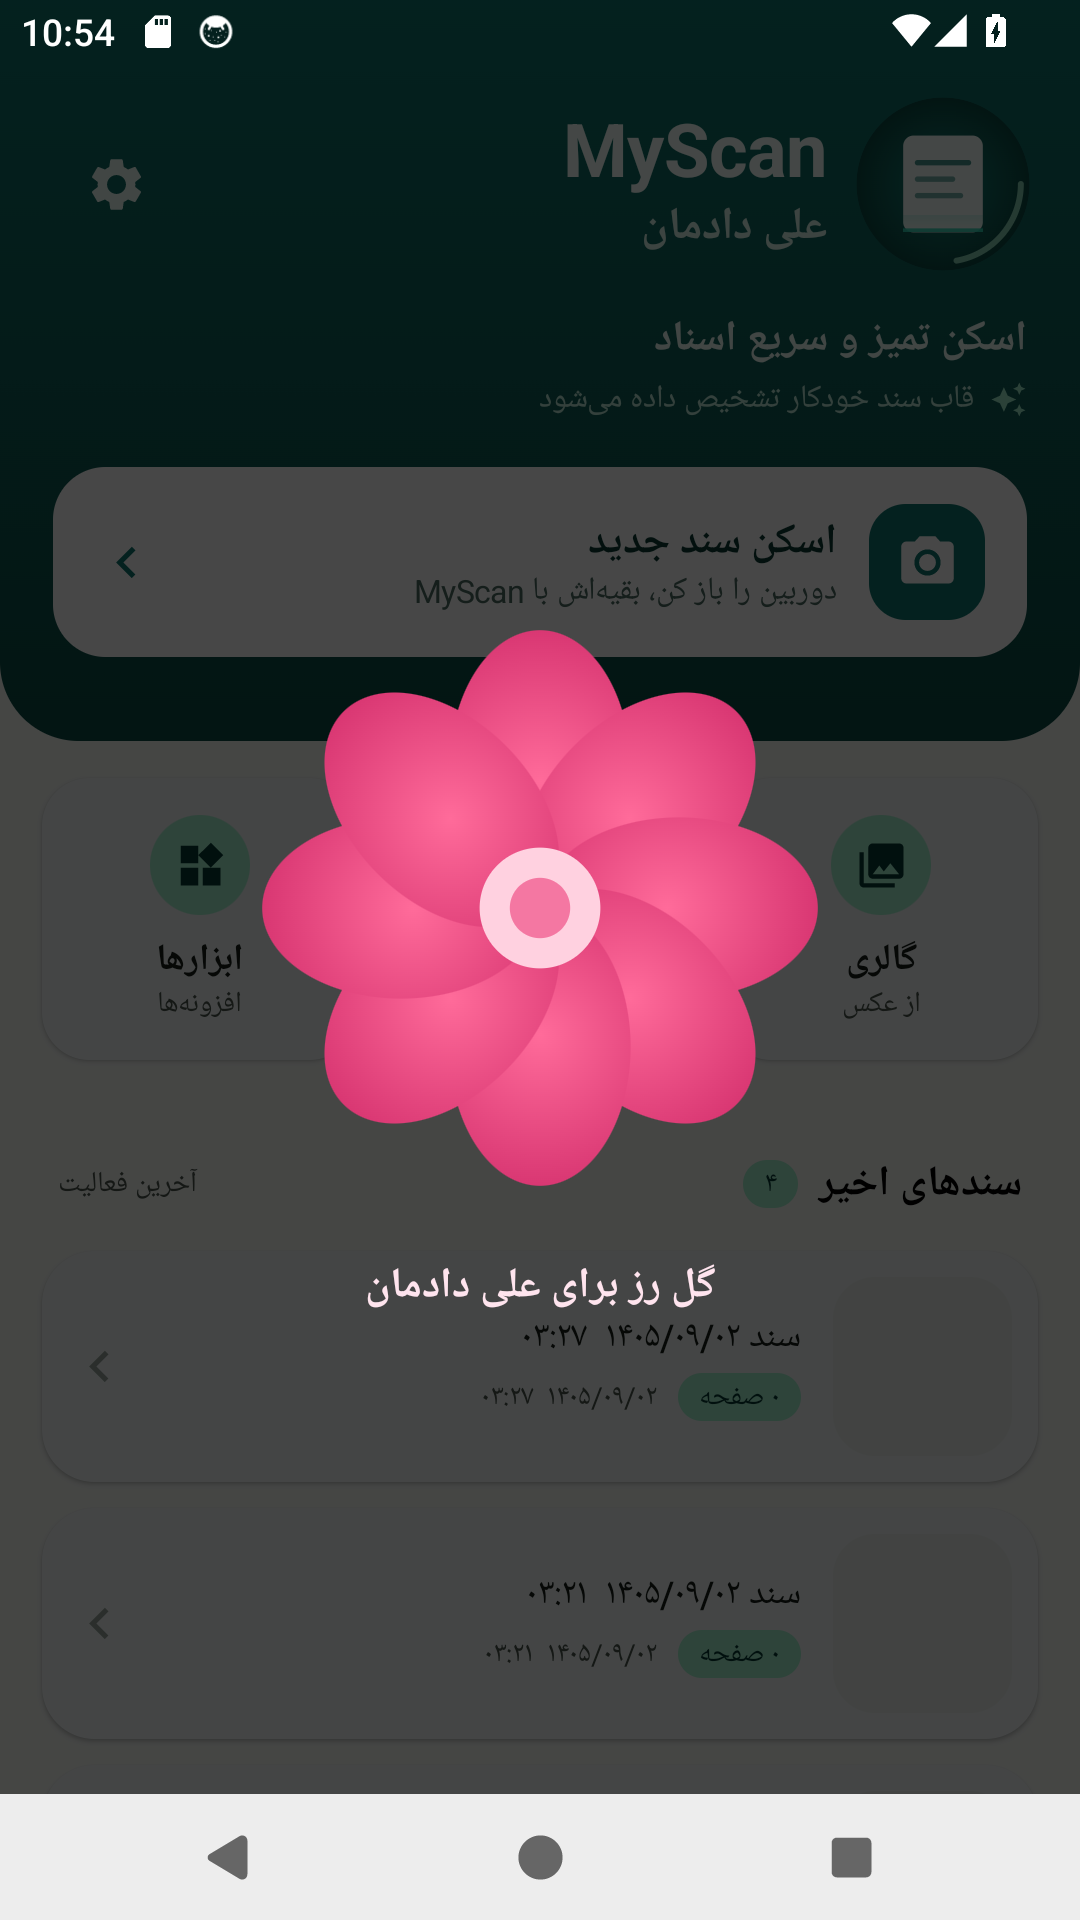 10:54
MyScan
علی دادمان
اسکن تمیز و سریع اسناد
قاب سند خودکار تشخیص داده می‌شود
اسکن سند جدید
دوربین را باز کن، بقیه‌اش با MyScan
گالری
از عکس
ابزارها
افزونه‌ها
سندهای اخیر ۴
آخرین فعالیت
گل رز برای علی دادمان
سند ۱۴۰۵/۰۹/۰۲ ۰۳:۲۷
۰ صفحه ۱۴۰۵/۰۹/۰۲ ۰۳:۲۷
سند ۱۴۰۵/۰۹/۰۲ ۰۳:۲۱
۰ صفحه ۱۴۰۵/۰۹/۰۲ ۰۳:۲۱